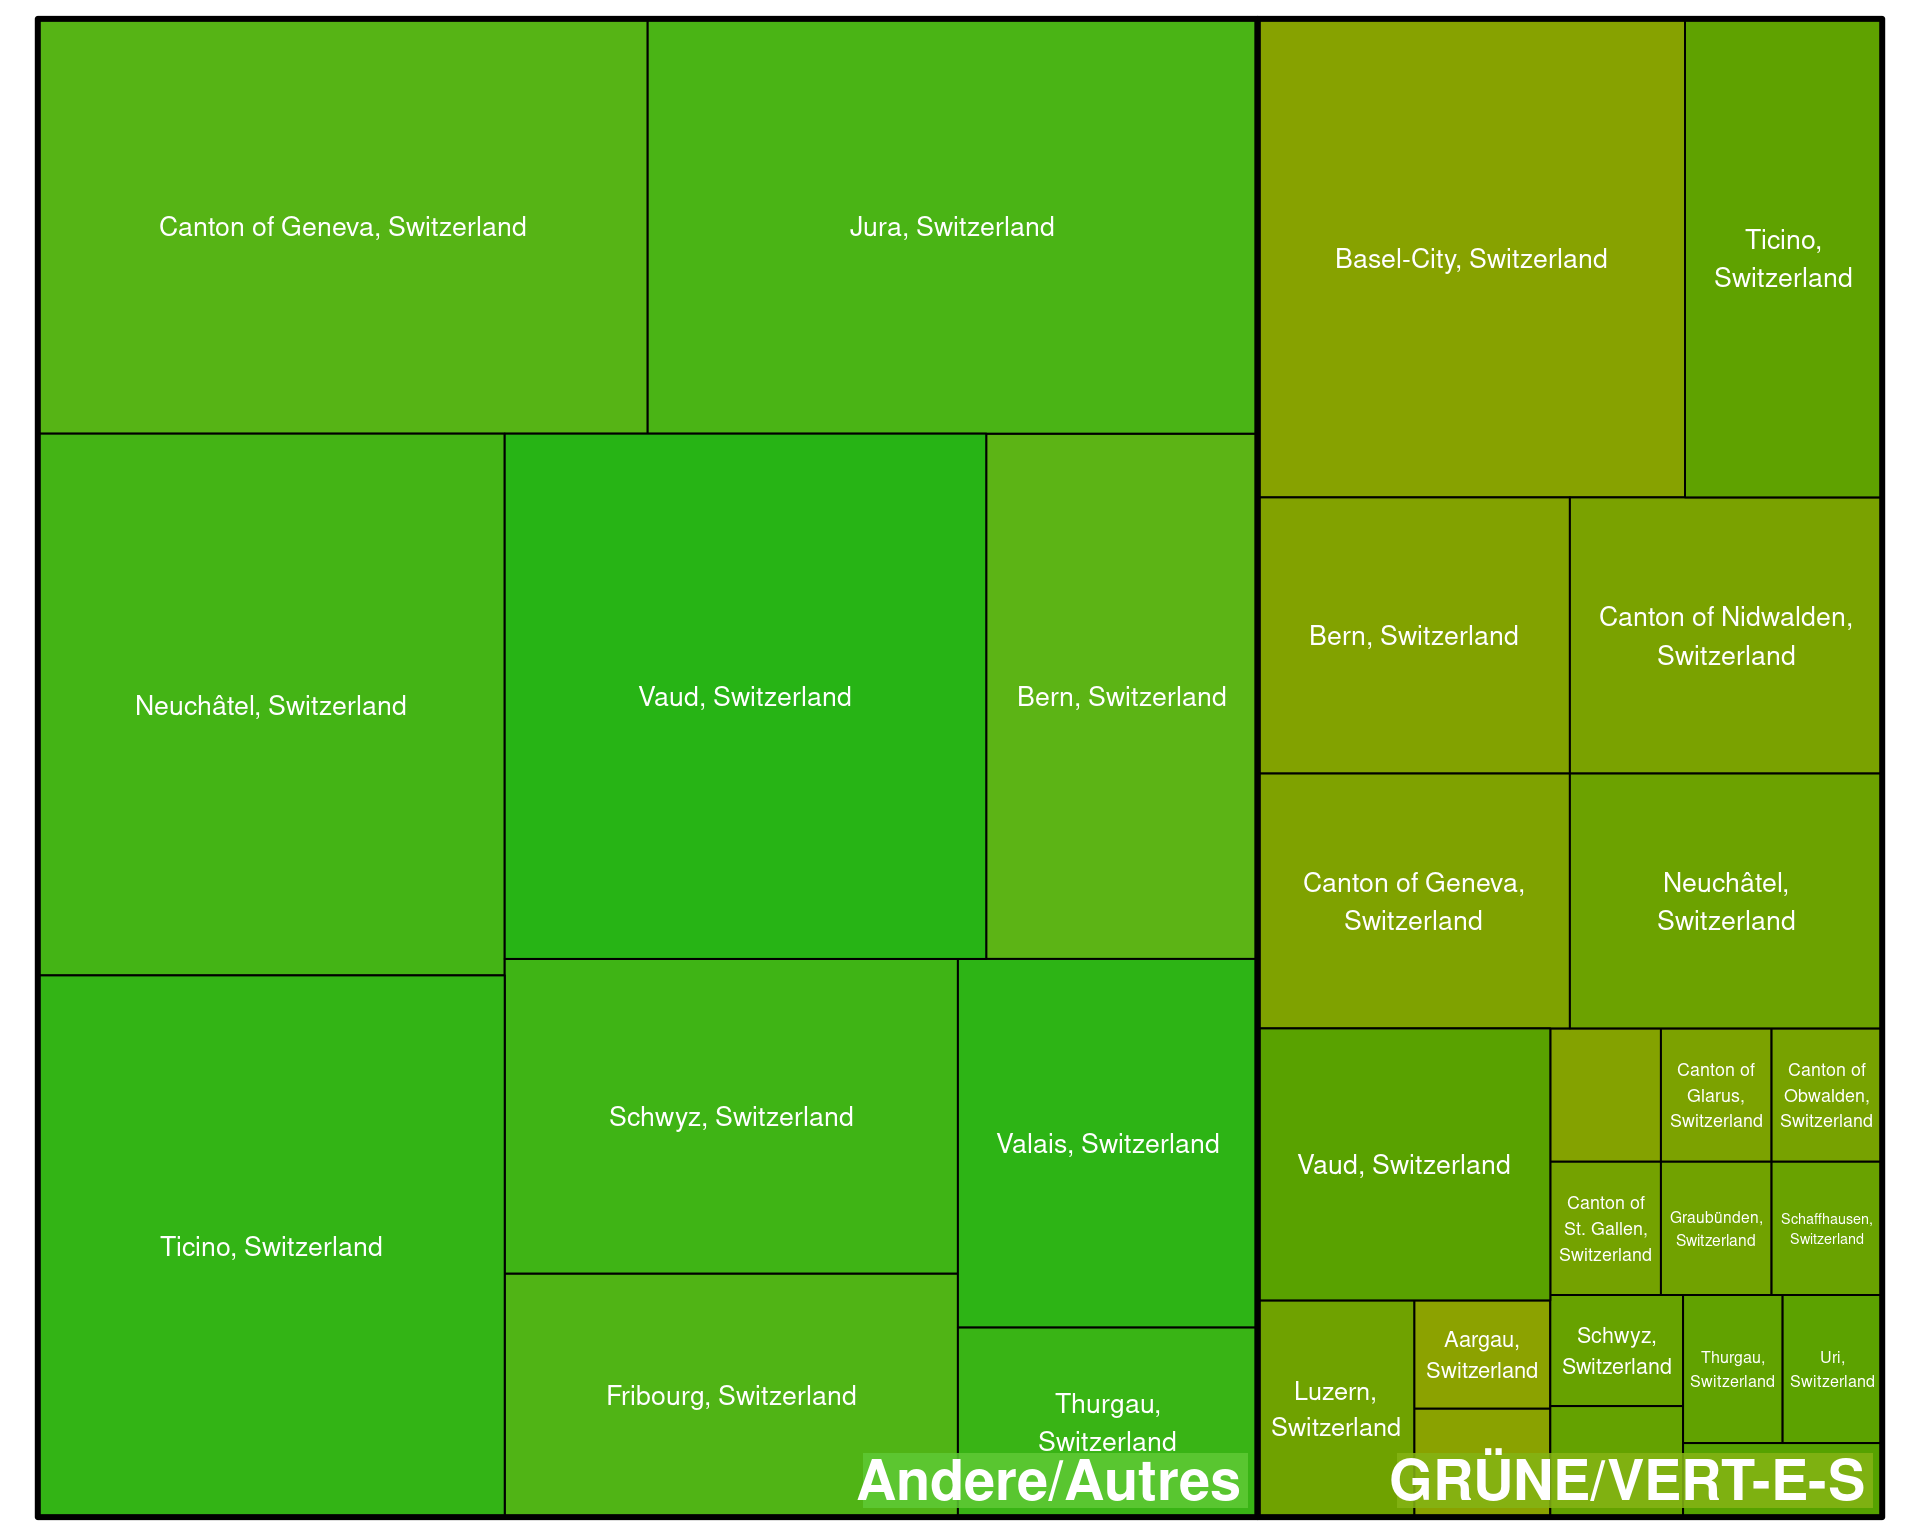 Canton of Geneva, Switzerland
Jura, Switzerland
Neuchâtel, Switzerland
Vaud, Switzerland
Bern, Switzerland
Ticino, Switzerland
Schwyz, Switzerland
Valais, Switzerland
Fribourg, Switzerland
Thurgau,
Switzerland
Andere/Autres
Basel-City, Switzerland
Ticino,
Switzerland
Bern, Switzerland
Canton of Nidwalden,
Switzerland
Canton of Geneva,
Switzerland
Neuchâtel,
Switzerland
Vaud, Switzerland
Canton of
Glarus,
Switzerland
Canton of
Obwalden,
Switzerland
Canton of
St. Gallen,
Switzerland
Graubünden,
Switzerland
Schaffhausen,
Switzerland
Luzern,
Switzerland
Aargau,
Switzerland
Schwyz,
Switzerland
Thurgau,
Switzerland
Uri,
Switzerland
GRÜNE/VERT-E-S